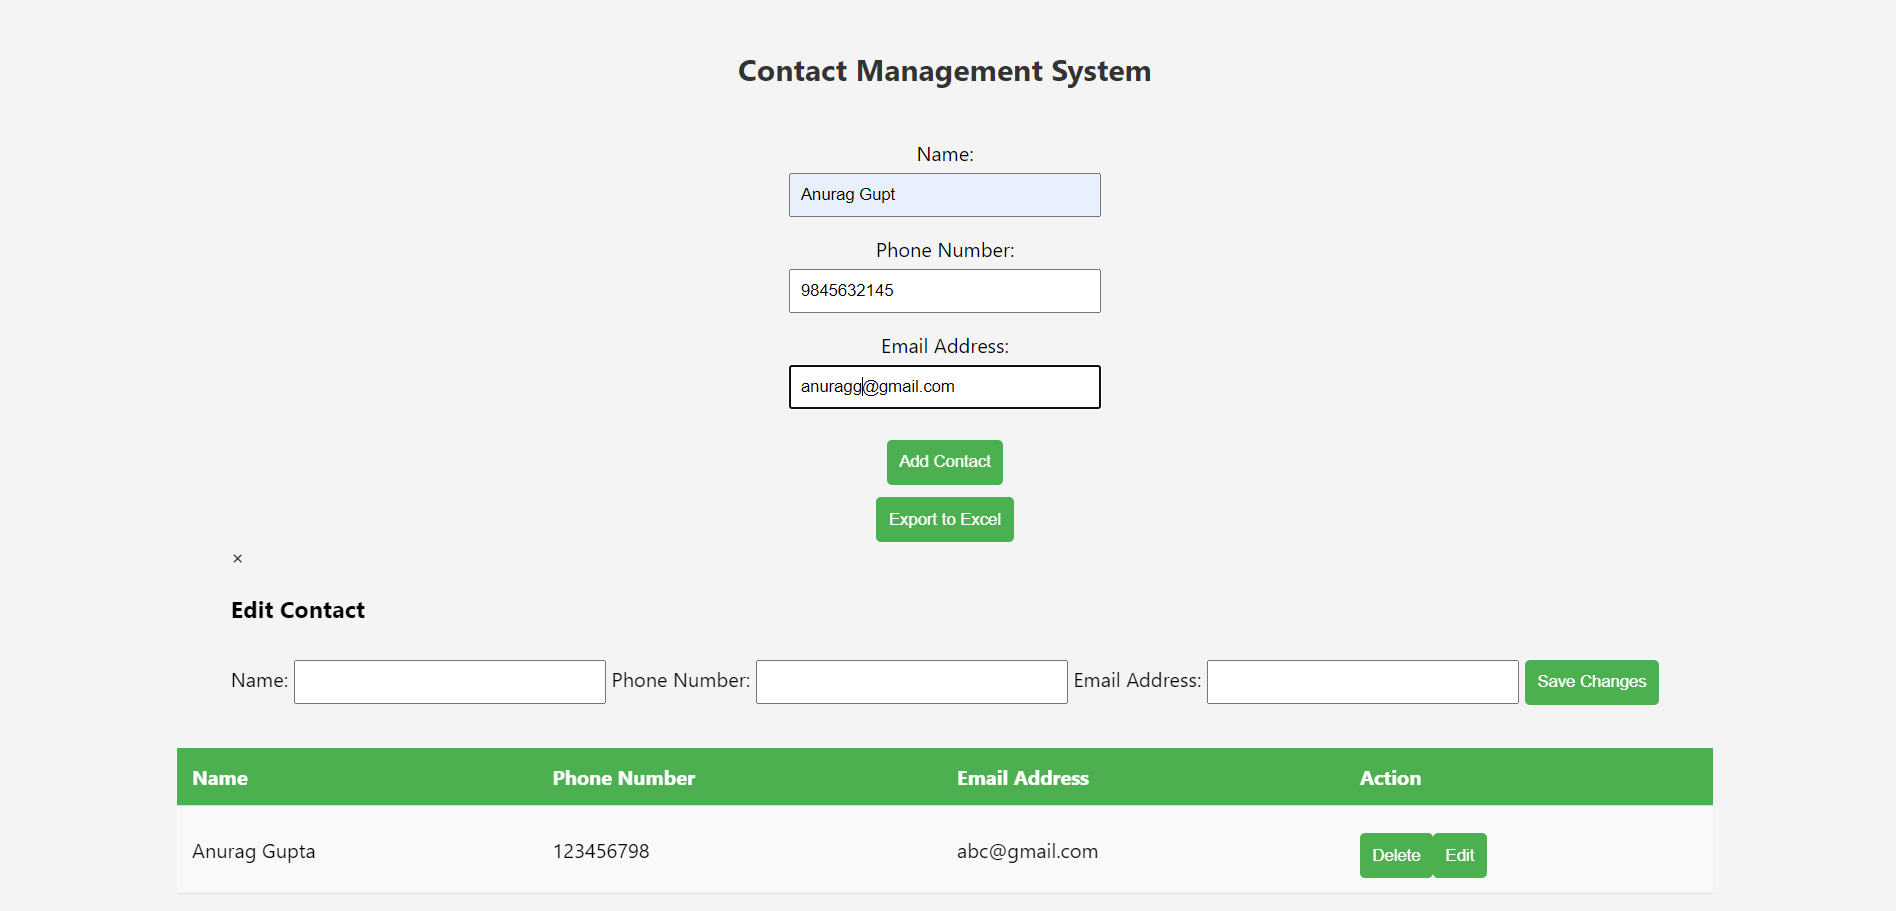 Contact Management System
Name:
Anurag Gupt
Phone Number:
9845632145
Email Address:
anuragg@gmail.com
Add Contact
Export to Excel
×
Edit Contact
Name: Phone Number: Email Address: Save Changes
Name Phone Number Email Address Action
Anurag Gupta 123456798 abc@gmail.com Delete Edit